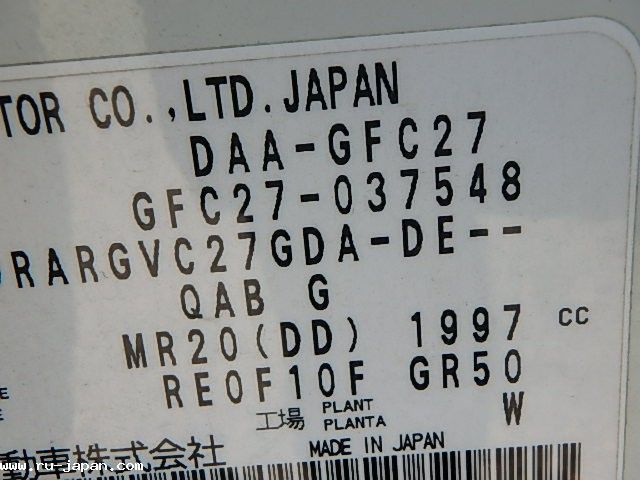 TOR CO.,LTD.JAPAN
DAA-GFC27
GFC27-037548
RARGVC27GDA-DE--
QAB G
MR20(DD) 1997 CC
RE0F10F GR50
工場 PLANT PLANTA W
動車株式会社 MADE IN JAPAN
www.ru-japan.com